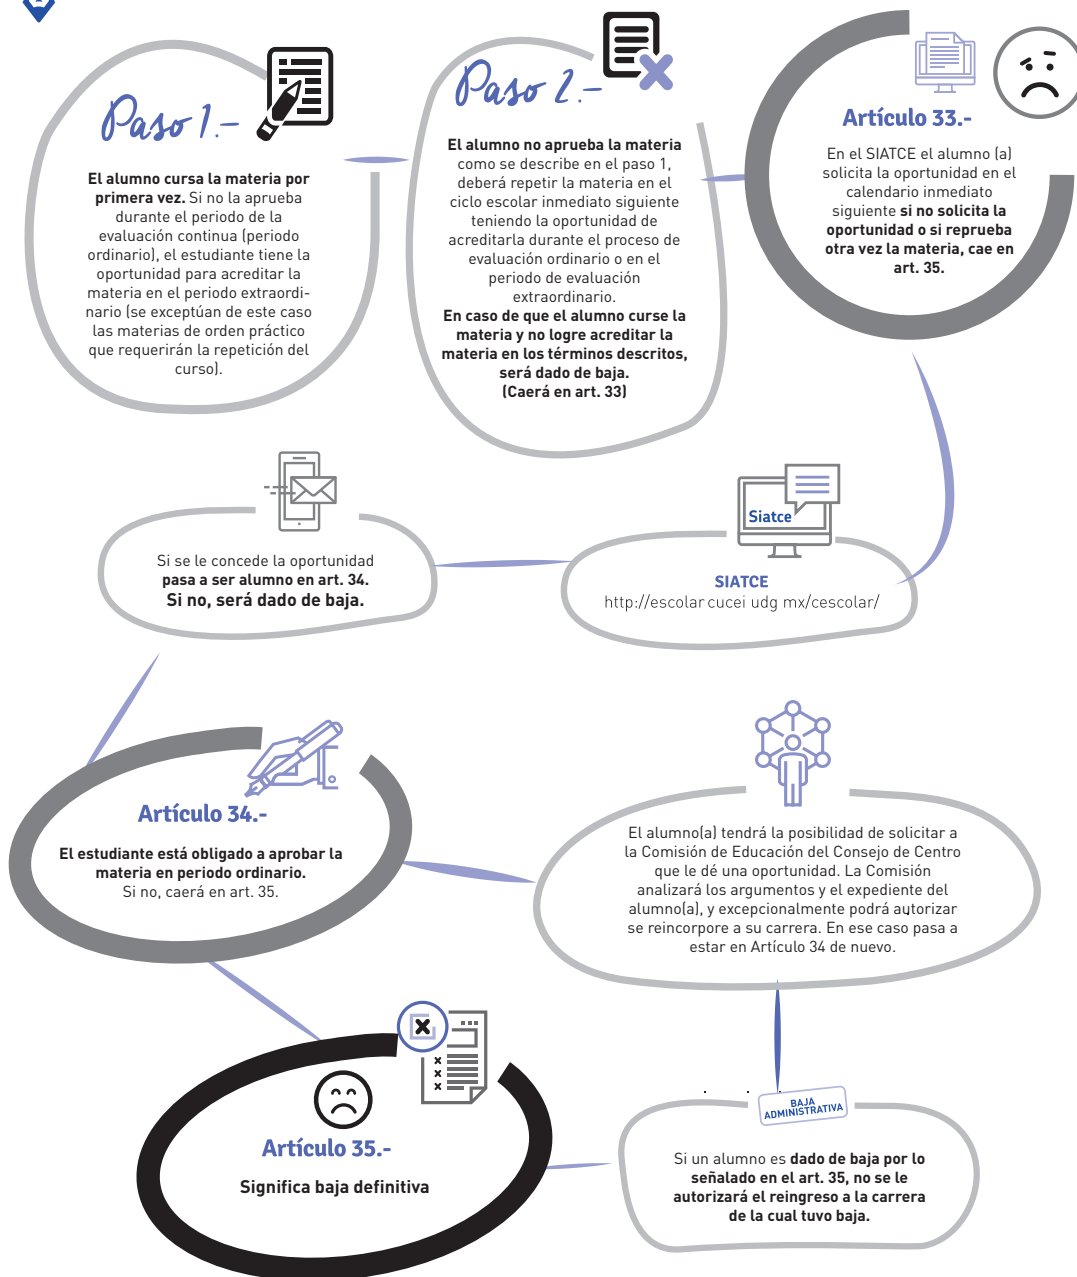 Paso 1.-
El alumno cursa la materia por
primera vez. Si no la aprueba
durante el periodo de la
evaluación continua (periodo
ordinario), el estudiante tiene la
oportunidad para acreditar la
materia en el periodo extraordi-
nario (se exceptúan de este caso
las materias de orden práctico
que requerirán la repetición del
curso).
Paso 2.-
El alumno no aprueba la materia
como se describe en el paso 1,
deberá repetir la materia en el
ciclo escolar inmediato siguiente
teniendo la oportunidad de
acreditarla durante el proceso de
evaluación ordinario o en el
periodo de evaluación
extraordinario.
En caso de que el alumno curse la
materia y no logre acreditar la
materia en los términos descritos,
será dado de baja.
(Caerá en art. 33)
Artículo 33.-
En el SIATCE el alumno (a)
solicita la oportunidad en el
calendario inmediato
siguiente si no solicita la
oportunidad o si reprueba
otra vez la materia, cae en
art. 35.
Siatce
SIATCE
http://escolar cucei udg mx/cescolar/
Si se le concede la oportunidad
pasa a ser alumno en art. 34.
Si no, será dado de baja.
Artículo 34.-
El estudiante está obligado a aprobar la
materia en periodo ordinario.
Si no, caerá en art. 35.
El alumno(a) tendrá la posibilidad de solicitar a
la Comisión de Educación del Consejo de Centro
que le dé una oportunidad. La Comisión
analizará los argumentos y el expediente del
alumno(a), y excepcionalmente podrá autorizar
se reincorpore a su carrera. En ese caso pasa a
estar en Artículo 34 de nuevo.
Artículo 35.-
Significa baja definitiva
BAJA
ADMINISTRATIVA
Si un alumno es dado de baja por lo
señalado en el art. 35, no se le
autorizará el reingreso a la carrera
de la cual tuvo baja.